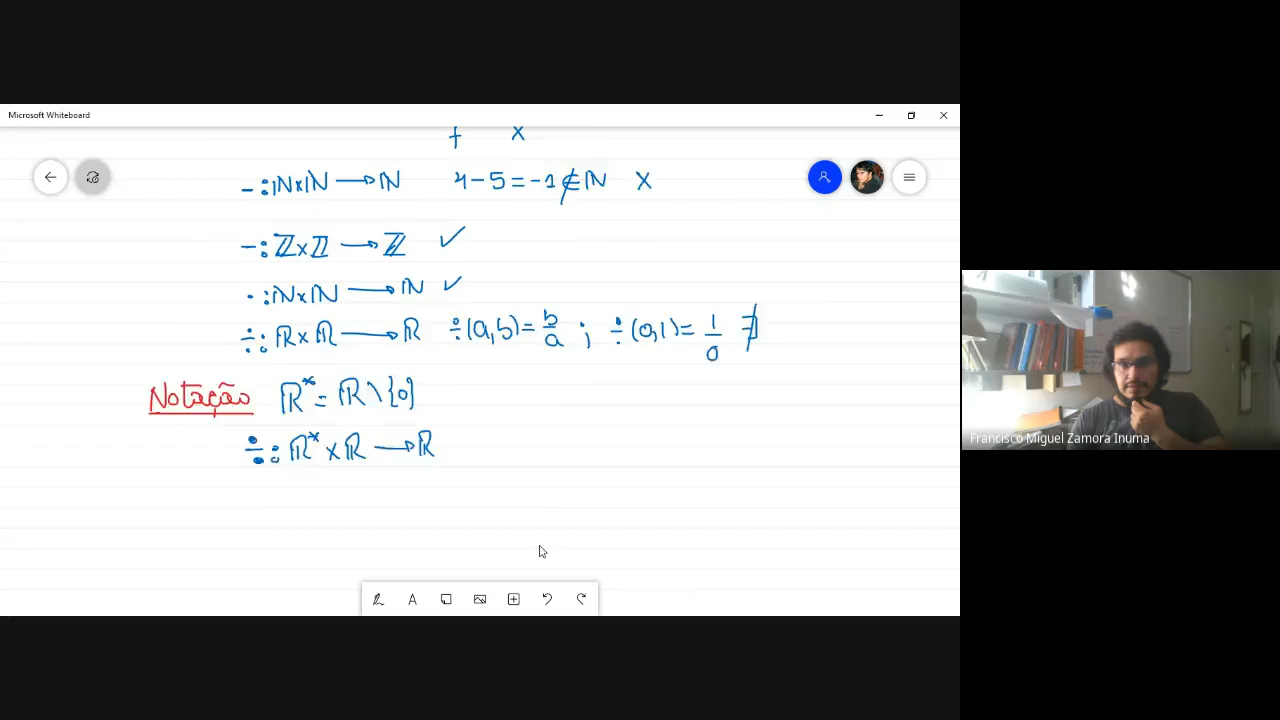 Microsoft Whiteboard
+ x
- : ℕ x ℕ → ℕ 4 - 5 = -1 ∉ ℕ X
- : ℤ x ℤ → ℤ ✓
· : ℕ x ℕ → ℕ ✓
÷ : ℝ x ℝ → ℝ ÷(a,b) = b/a ; ÷(0,1) = 1/0 ∄
Notação ℝ* = ℝ \ {0}
÷ : ℝ* x ℝ → ℝ
Francisco Miguel Zamora Inuma